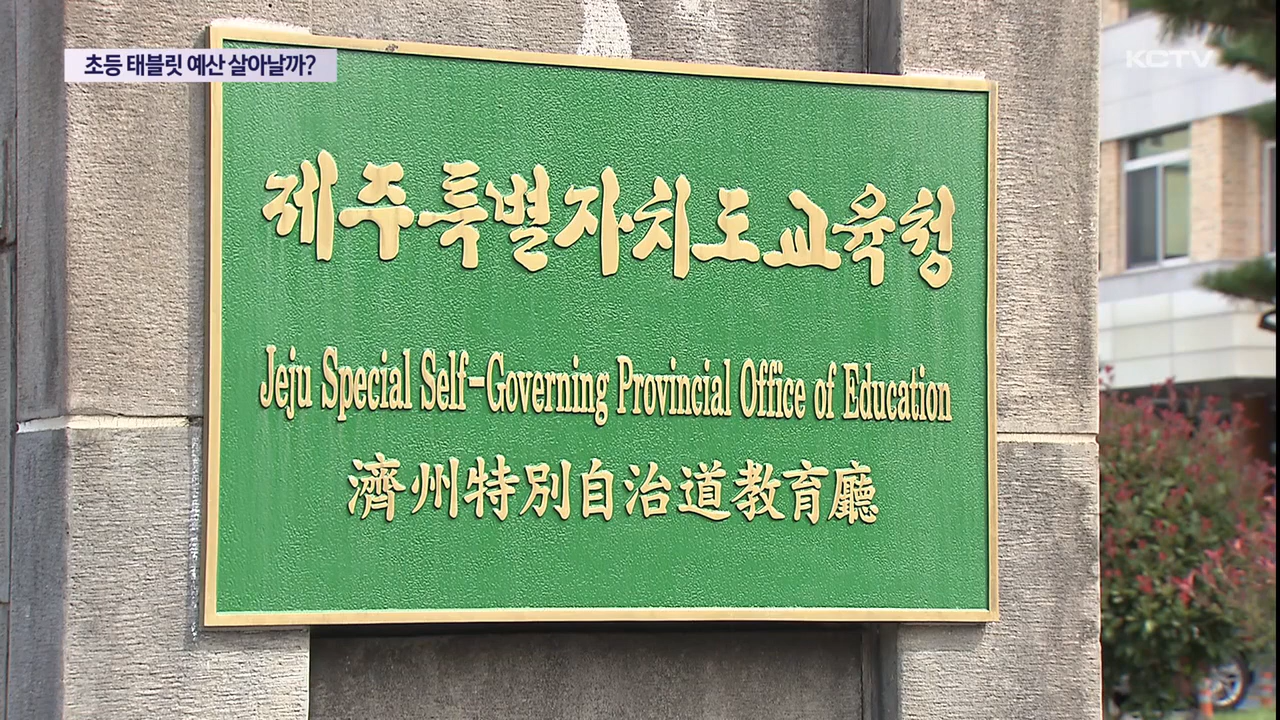 초등 태블릿 예산 살아날까?
KCTV
제주특별자치도교육청
Jeju Special Self-Governing Provincial Office of Education
濟州特別自治道教育廳